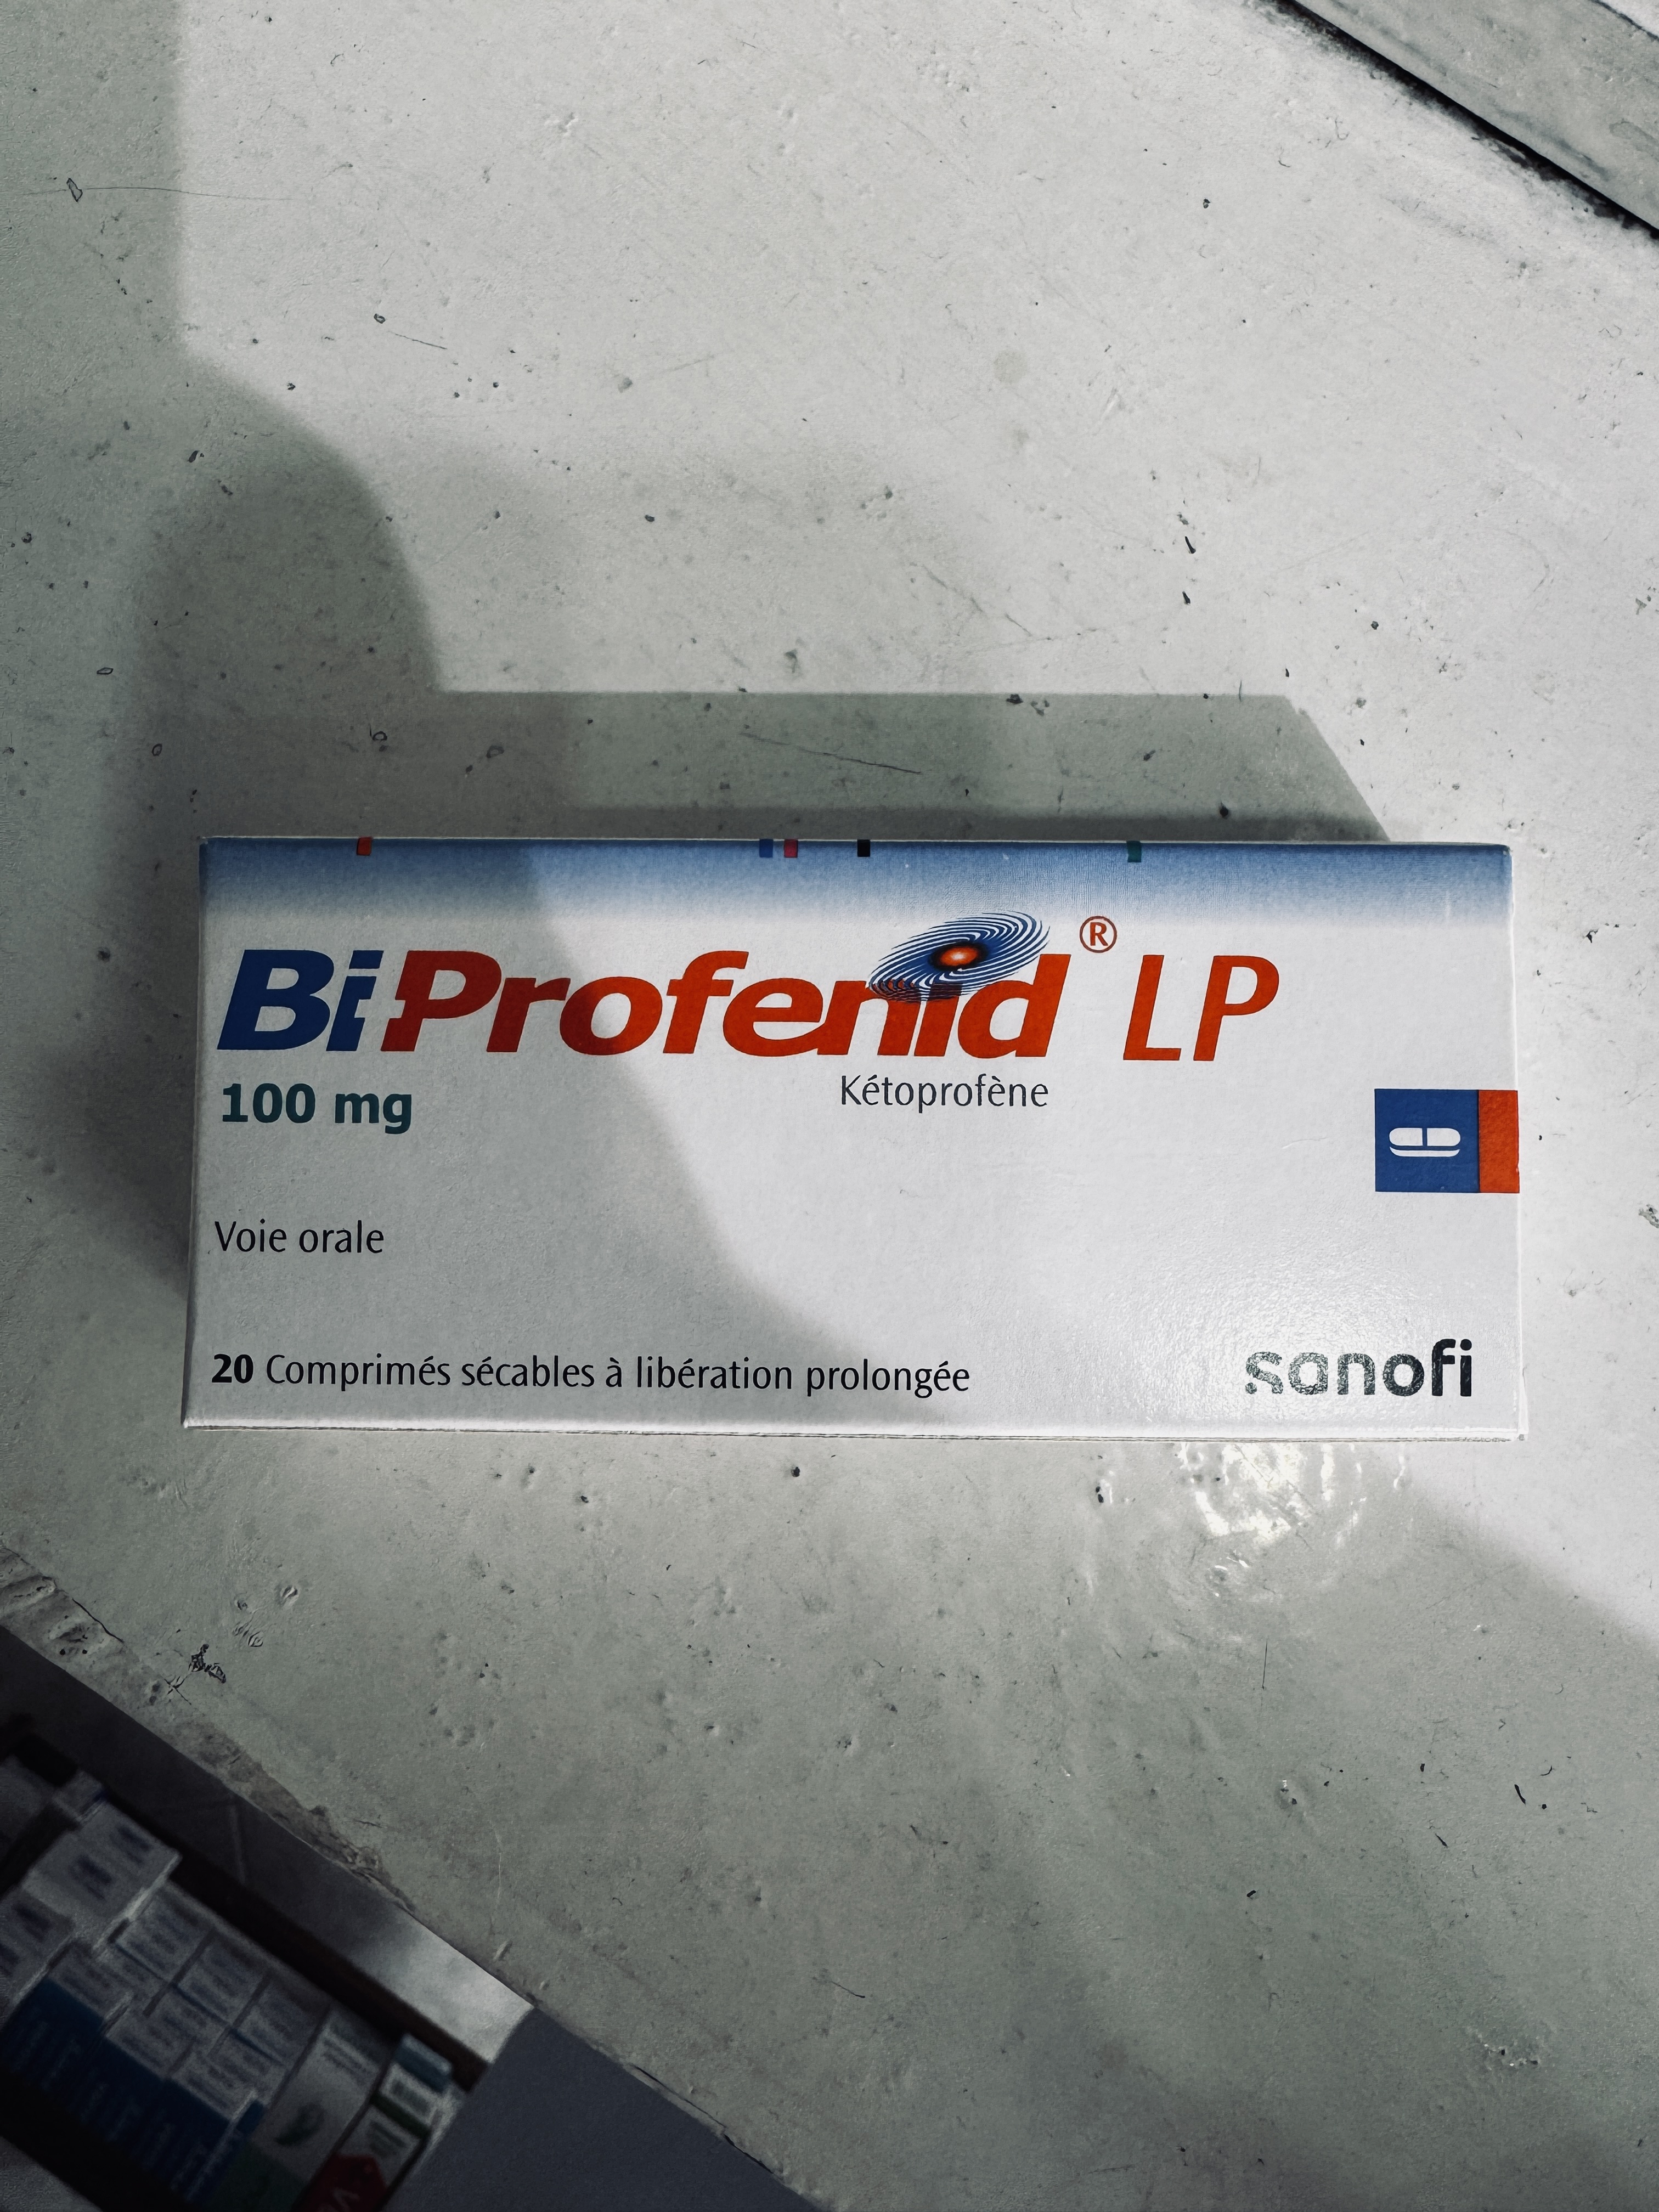 BiProfenid® LP
100 mg
Kétoprofène
Voie orale
20 Comprimés sécables à libération prolongée
sanofi